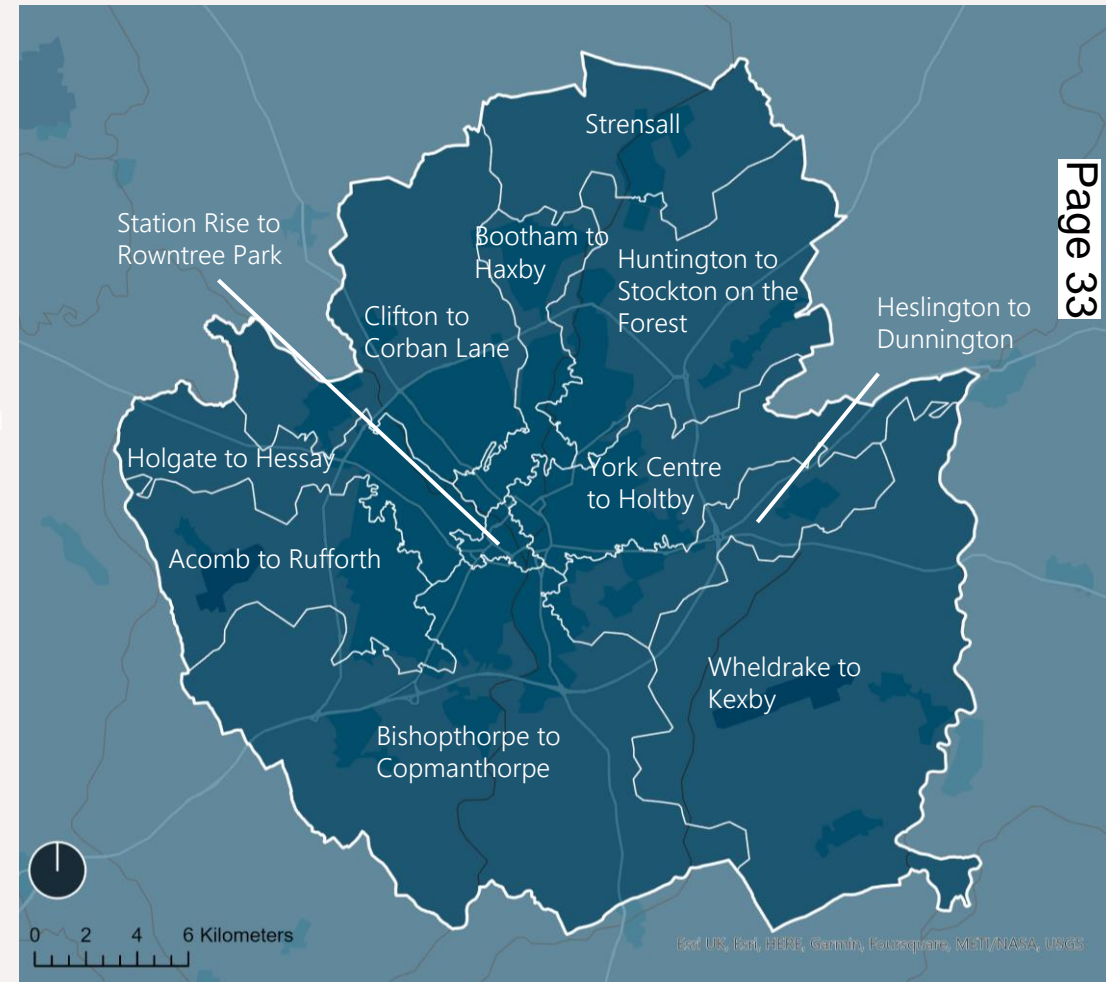 Strensall
Page 33
Station Rise to
Rowntree Park
Bootham to
Haxby
Huntington to
Stockton on the
Forest
Clifton to
Corban Lane
Heslington to
Dunnington
Holgate to Hessay
York Centre
to Holtby
Acomb to Rufforth
Wheldrake to
Kexby
Bishopthorpe to
Copmanthorpe
0 2 4 6 Kilometers
Esri UK, Esri, HERE, Garmin, Foursquare, METI/NASA, USGS